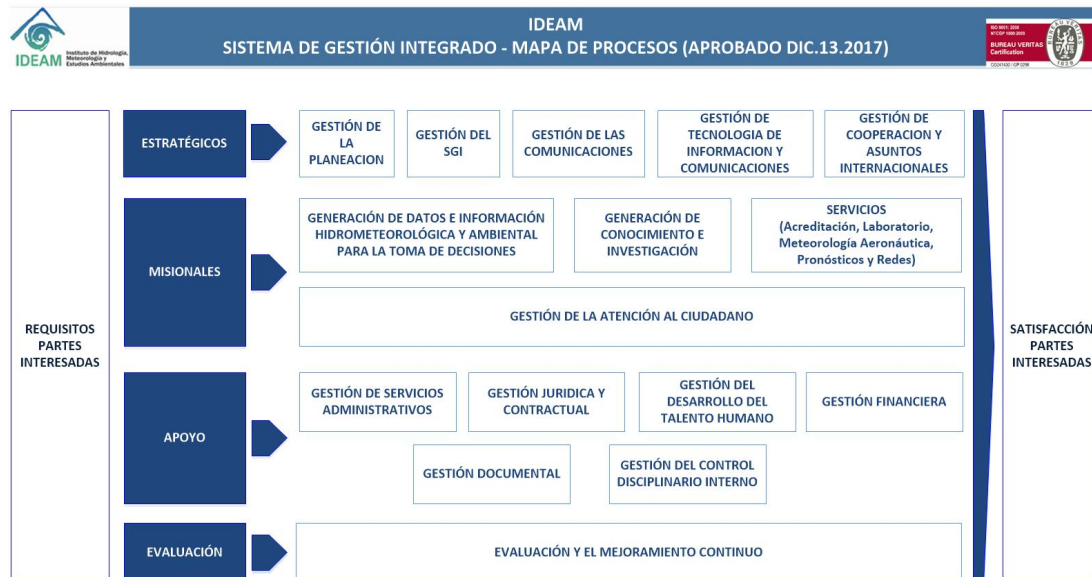 IDEAM
SISTEMA DE GESTIÓN INTEGRADO - MAPA DE PROCESOS (APROBADO DIC.13.2017)
IDEAM
Instituto de Hidrología,
Meteorología y
Estudios Ambientales
BUREAU VERITAS
Certification
BUREAU VERITAS
1828
REQUISITOS
PARTES
INTERESADAS
ESTRATÉGICOS
GESTIÓN DE
LA
PLANEACION
GESTIÓN DEL
SGI
GESTIÓN DE LAS
COMUNICACIONES
GESTIÓN DE
TECNOLOGIA DE
INFORMACION Y
COMUNICACIONES
GESTIÓN DE
COOPERACION Y
ASUNTOS
INTERNACIONALES
MISIONALES
GENERACIÓN DE DATOS E INFORMACIÓN
HIDROMETEOROLÓGICA Y AMBIENTAL
PARA LA TOMA DE DECISIONES
GENERACIÓN DE
CONOCIMIENTO E
INVESTIGACIÓN
SERVICIOS
(Acreditación, Laboratorio,
Meteorología Aeronáutica,
Pronósticos y Redes)
GESTIÓN DE LA ATENCIÓN AL CIUDADANO
APOYO
GESTIÓN DE SERVICIOS
ADMINISTRATIVOS
GESTIÓN JURIDICA Y
CONTRACTUAL
GESTIÓN DEL
DESARROLLO DEL
TALENTO HUMANO
GESTIÓN FINANCIERA
GESTIÓN DOCUMENTAL
GESTIÓN DEL CONTROL
DISCIPLINARIO INTERNO
EVALUACIÓN
EVALUACIÓN Y EL MEJORAMIENTO CONTINUO
SATISFACCIÓN
PARTES
INTERESADAS